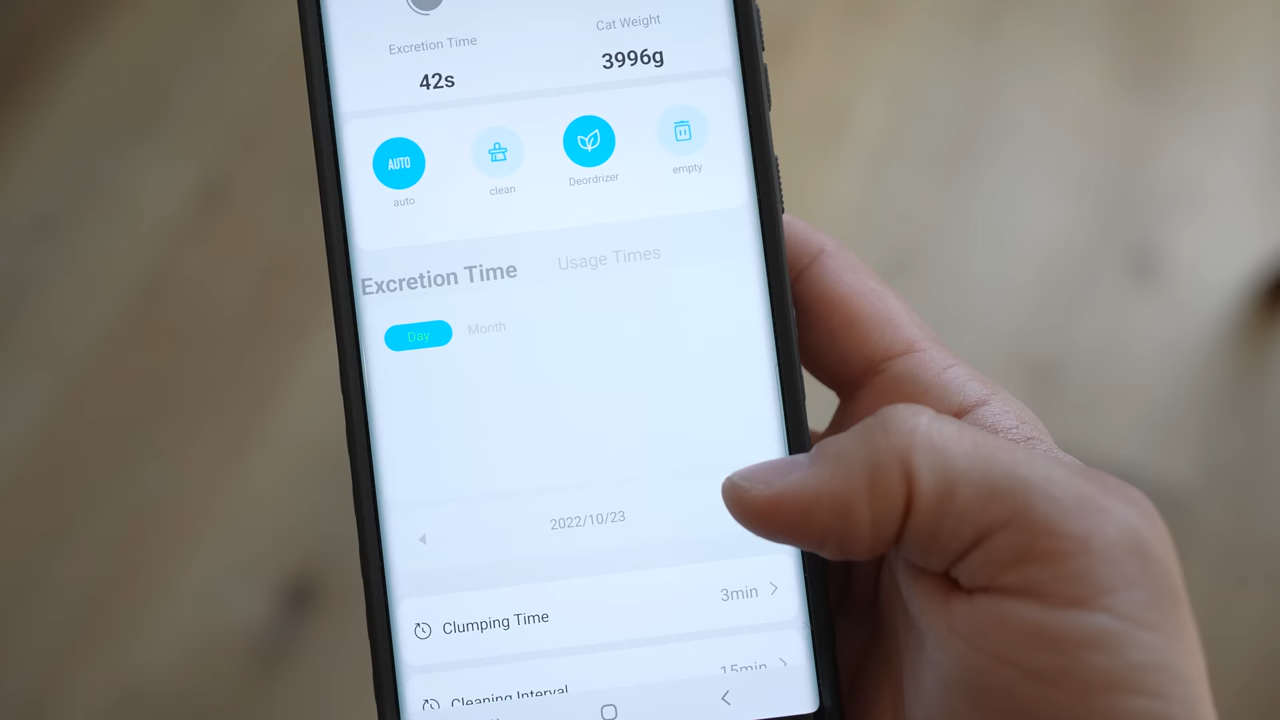 Excretion Time
Cat Weight
42s
3996g
AUTO
auto
clean
Deordrizer
empty
Excretion Time
Usage Times
Day
Month
2022/10/23
Clumping Time
3min
Cleaning Interval
15min